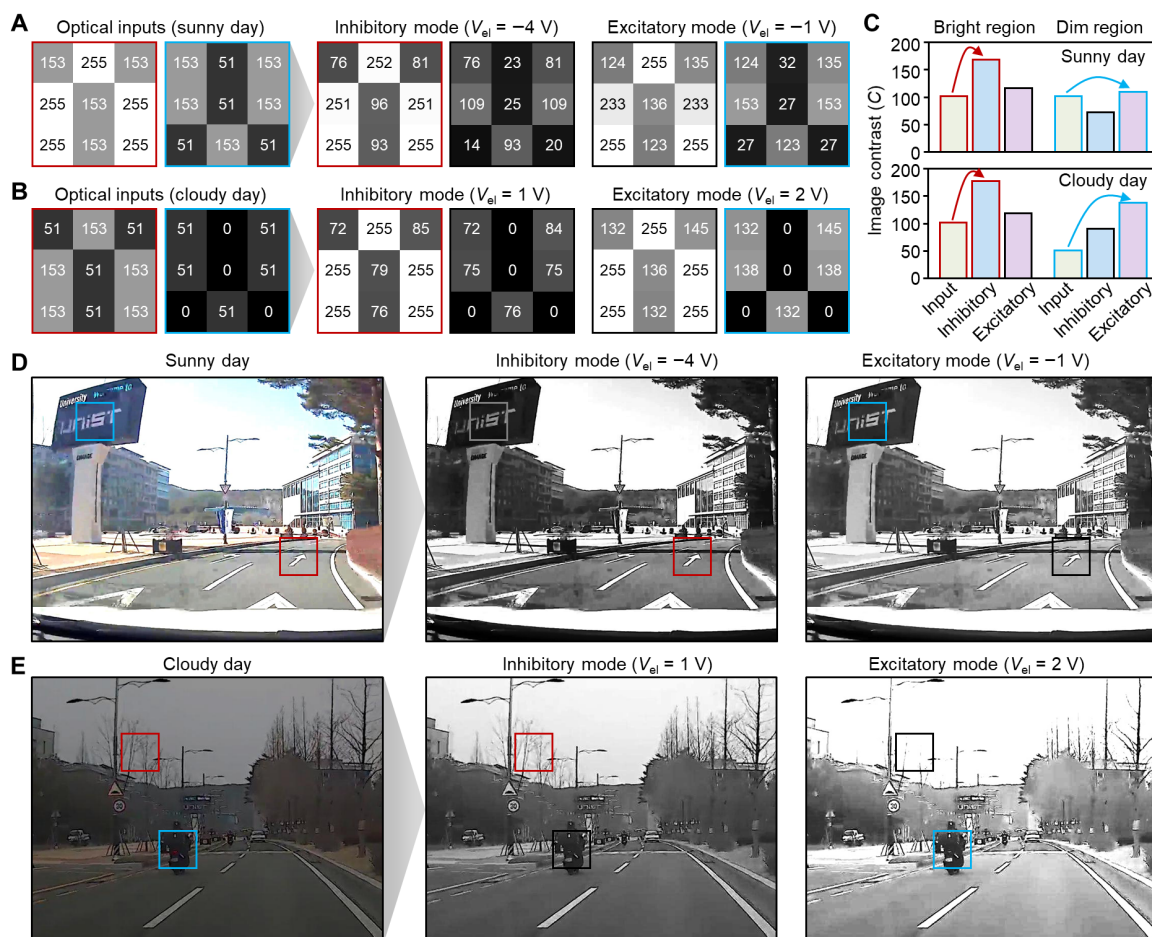 A
Optical inputs (sunny day)
Inhibitory mode (Vel = −4 V)
Excitatory mode (Vel = −1 V)
153 255 153 153 51 153 76 252 81 76 23 81 124 255 135 124 32 135
255 153 255 153 51 153 251 96 251 109 25 109 233 136 233 153 27 153
255 153 255 51 153 51 255 93 255 14 93 20 255 123 255 27 123 27
B
Optical inputs (cloudy day)
Inhibitory mode (Vel = 1 V)
Excitatory mode (Vel = 2 V)
51 153 51 51 0 51 72 255 85 72 0 84 132 255 145 132 0 145
153 51 153 51 0 51 255 79 255 75 0 75 255 136 255 138 0 138
153 51 153 0 51 0 255 76 255 0 76 0 255 132 255 0 132 0
C
Bright region
Dim region
Image contrast (C)
200
150
100
50
0
Sunny day
200
150
100
50
0
Cloudy day
Input
Inhibitory
Excitatory
Input
Inhibitory
Excitatory
D
Sunny day
Inhibitory mode (Vel = −4 V)
Excitatory mode (Vel = −1 V)
University
UNIST
University
UNIST
University
UNIST
E
Cloudy day
Inhibitory mode (Vel = 1 V)
Excitatory mode (Vel = 2 V)
30
30
30